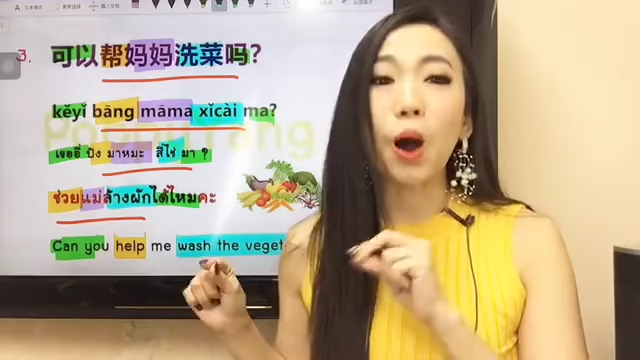 3. 可以帮妈妈洗菜吗?
kěyǐ bāng māma xǐcài ma?
เขออี่ ปัง มาหมะ สี่ไช่ มา ?
ช่วยแม่ล้างผักได้ไหมคะ
Can you help me wash the veget